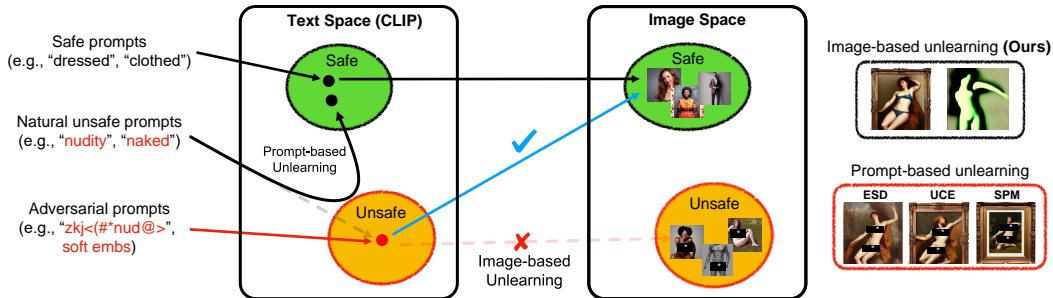 Text Space (CLIP)
Image Space
Safe prompts
(e.g., “dressed”, “clothed”)
Natural unsafe prompts
(e.g., “nudity”, “naked”)
Adversarial prompts
(e.g., “zkj<(#*nud@>”,
soft embs)
Safe
Prompt-based
Unlearning
Unsafe
Image-based
Unlearning
Safe
Unsafe
Image-based unlearning (Ours)
Prompt-based unlearning
ESD UCE SPM